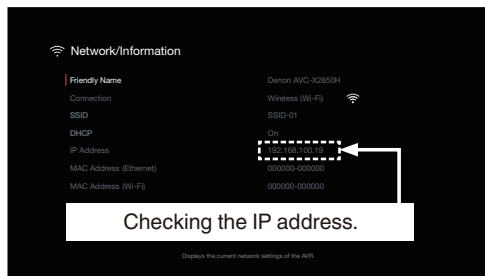 Network/Information
Friendly Name Denon AVC-X2850H
Connection Wireless (Wi-Fi)
SSID SSID-01
DHCP On
IP Address 192.168.100.19
MAC Address (Ethernet) 000000-000000
MAC Address (Wi-Fi) 000000-000000
Checking the IP address.
Displays the current network settings of the AVR.